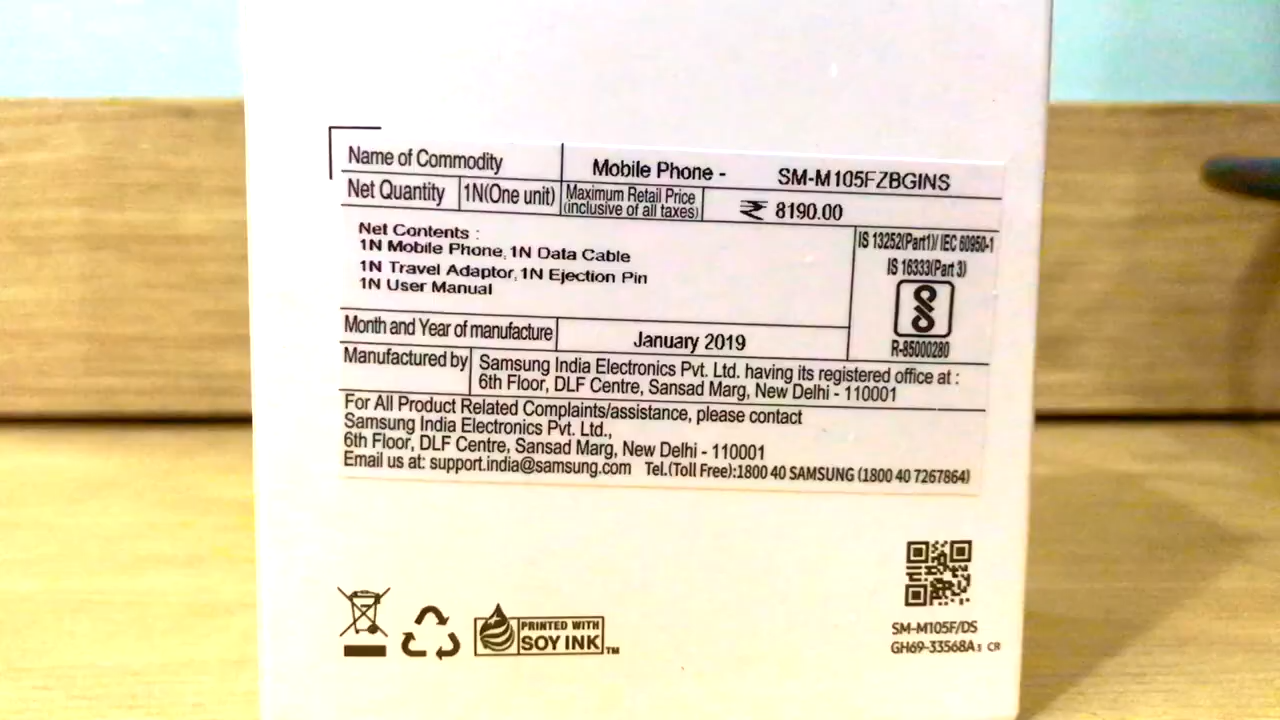 Name of Commodity Mobile Phone - SM-M105FZBGINS
Net Quantity 1N(One unit) Maximum Retail Price (inclusive of all taxes) ₹ 8190.00
Net Contents :
1N Mobile Phone, 1N Data Cable
1N Travel Adaptor, 1N Ejection Pin
1N User Manual
IS 13252(Part1)/ IEC 60950-1
IS 16333(Part 3)
R-85000280
Month and Year of manufacture January 2019
Manufactured by Samsung India Electronics Pvt. Ltd. having its registered office at :
6th Floor, DLF Centre, Sansad Marg, New Delhi - 110001
For All Product Related Complaints/assistance, please contact
Samsung India Electronics Pvt. Ltd.,
6th Floor, DLF Centre, Sansad Marg, New Delhi - 110001
Email us at: support.india@samsung.com Tel.(Toll Free):1800 40 SAMSUNG (1800 40 7267864)
PRINTED WITH
SOY INK™
SM-M105F/DS
GH69-33568A CR